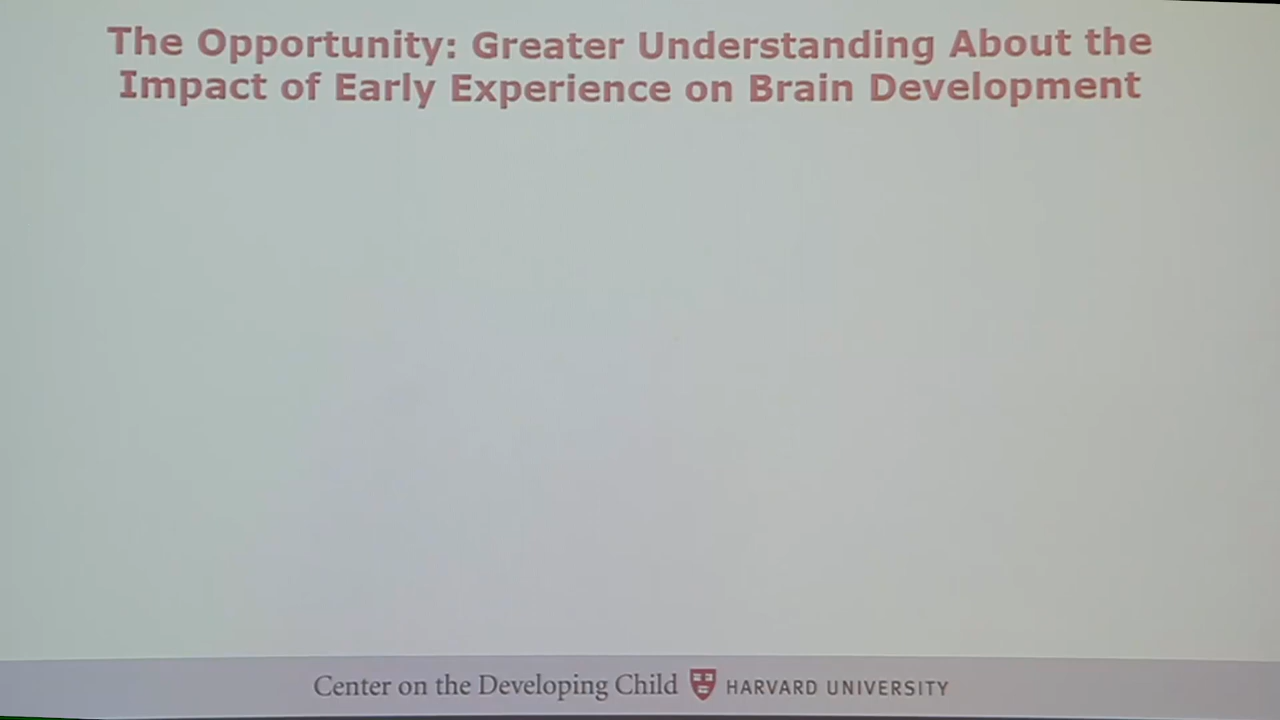 The Opportunity: Greater Understanding About the
Impact of Early Experience on Brain Development
Center on the Developing Child HARVARD UNIVERSITY